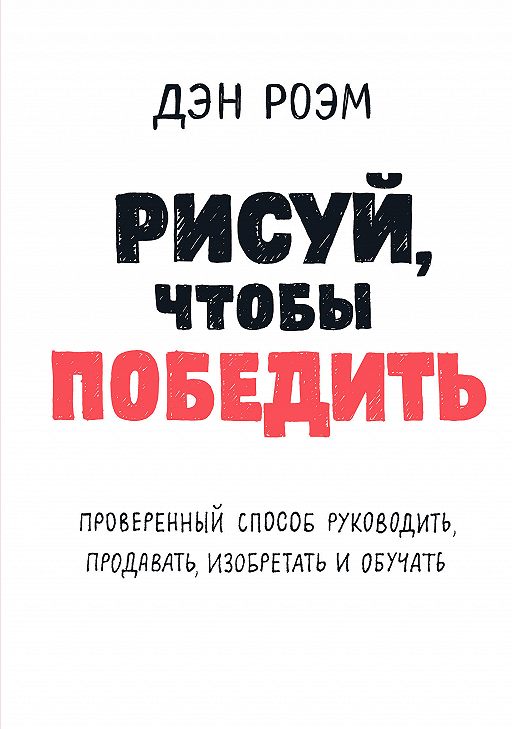 ДЭН РОЭМ
РИСУЙ,
ЧТОБЫ
ПОБЕДИТЬ
ПРОВЕРЕННЫЙ СПОСОБ РУКОВОДИТЬ,
ПРОДАВАТЬ, ИЗОБРЕТАТЬ И ОБУЧАТЬ